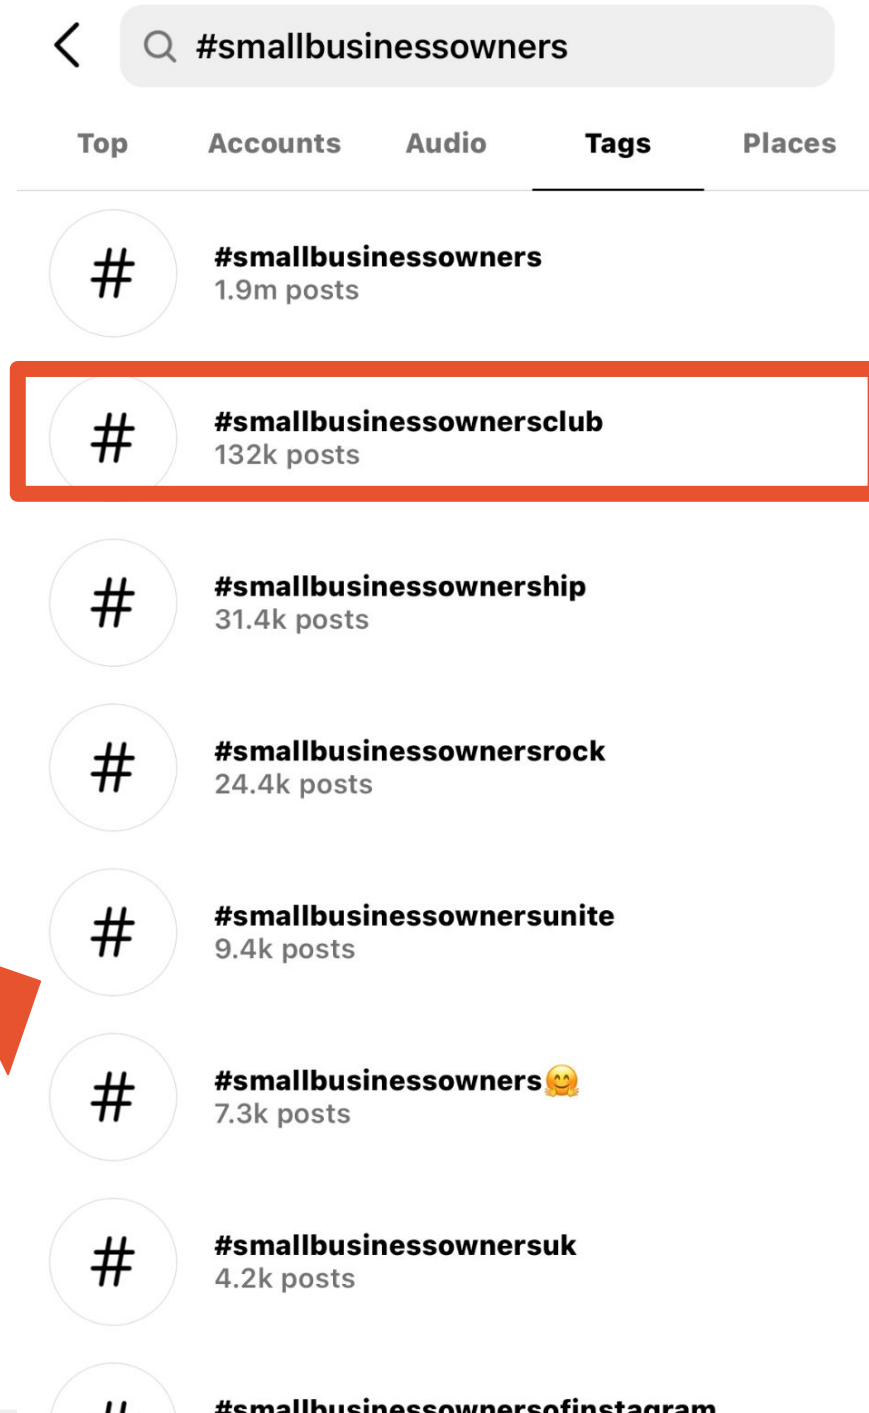 #smallbusinessowners
Top Accounts Audio Tags Places
#
#smallbusinessowners
1.9m posts
#
#smallbusinessownersclub
132k posts
#
#smallbusinessownership
31.4k posts
#
#smallbusinessownersrock
24.4k posts
#
#smallbusinessownersunite
9.4k posts
#
#smallbusinessowners🤗
7.3k posts
#
#smallbusinessownersuk
4.2k posts
#
#smallbusinessownersofinstagram